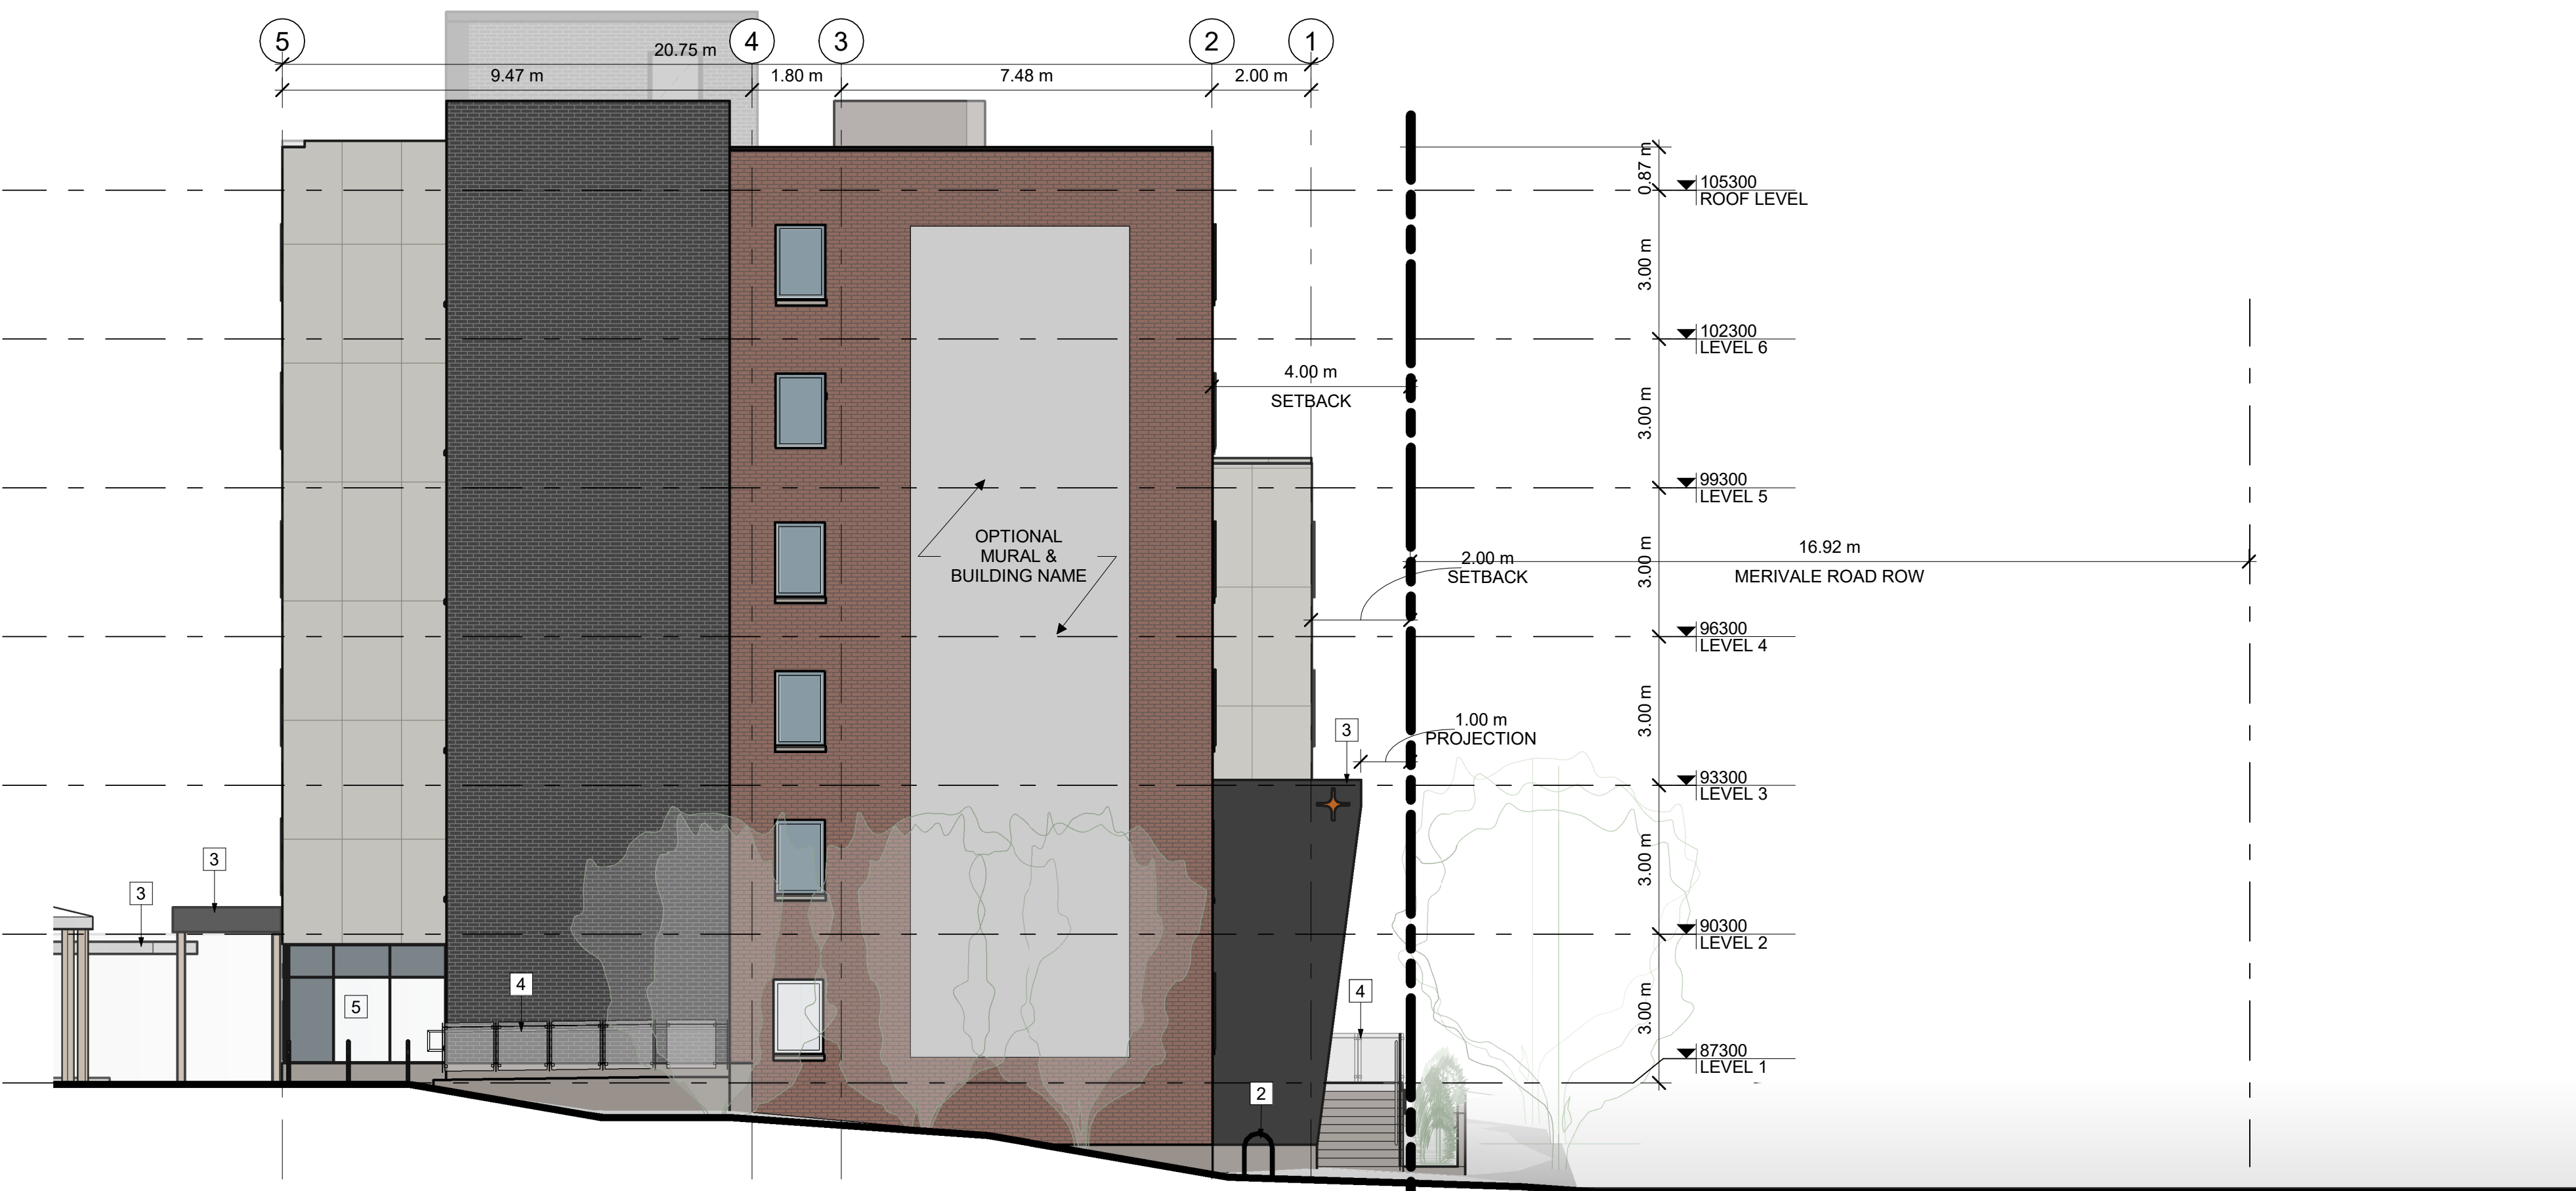 5
4
3
2
1
20.75 m
9.47 m
1.80 m
7.48 m
2.00 m
0.87 m
105300
ROOF LEVEL
3.00 m
102300
LEVEL 6
4.00 m
SETBACK
3.00 m
99300
LEVEL 5
OPTIONAL
MURAL &
BUILDING NAME
2.00 m
SETBACK
3.00 m
16.92 m
MERIVALE ROAD ROW
96300
LEVEL 4
3.00 m
3
1.00 m
PROJECTION
93300
LEVEL 3
3
3
3.00 m
90300
LEVEL 2
4
5
4
3.00 m
87300
LEVEL 1
2